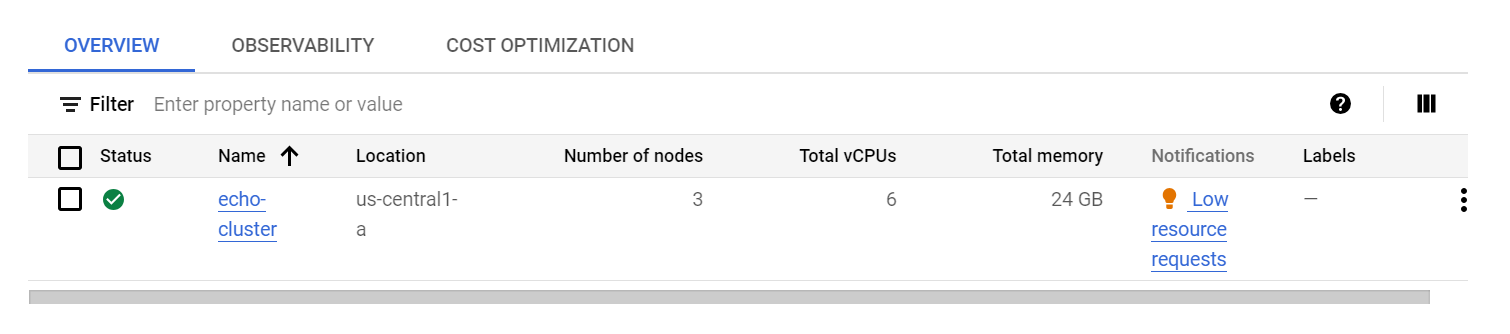 OVERVIEW OBSERVABILITY COST OPTIMIZATION
Filter Enter property name or value
Status Name Location Number of nodes Total vCPUs Total memory Notifications Labels
echo- us-central1- 3 6 24 GB Low –
cluster a resource
requests